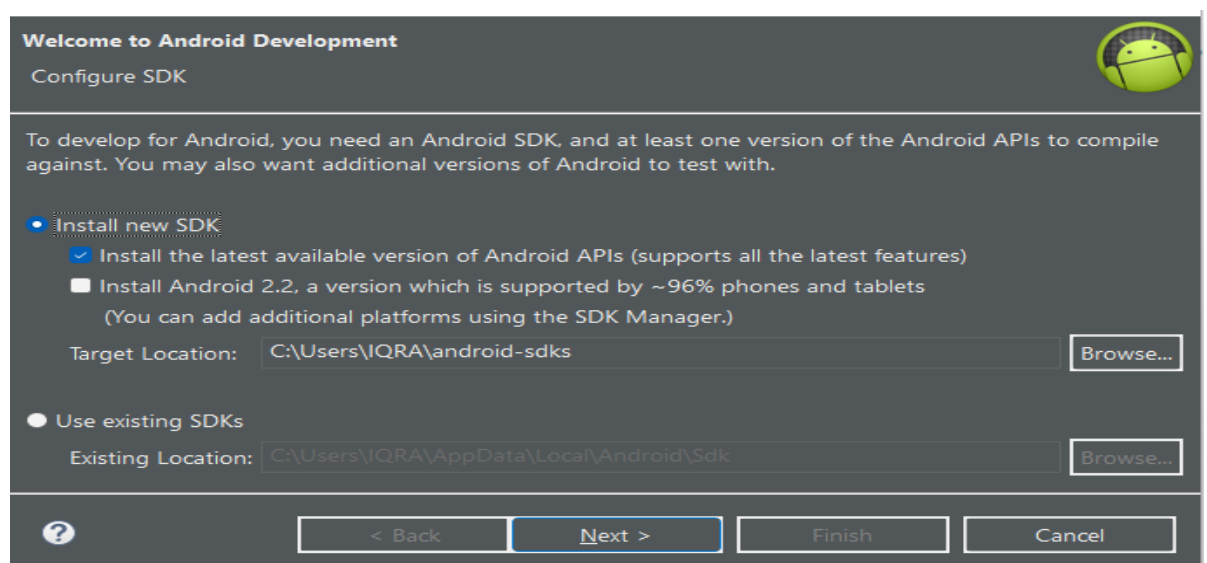 Welcome to Android Development
Configure SDK
To develop for Android, you need an Android SDK, and at least one version of the Android APIs to compile
against. You may also want additional versions of Android to test with.
Install new SDK
Install the latest available version of Android APIs (supports all the latest features)
Install Android 2.2, a version which is supported by ~96% phones and tablets
(You can add additional platforms using the SDK Manager.)
Target Location: C:\Users\IQRA\android-sdks Browse...
Use existing SDKs
Existing Location: C:\Users\IQRA\AppData\Local\Android\Sdk Browse...
? < Back Next > Finish Cancel